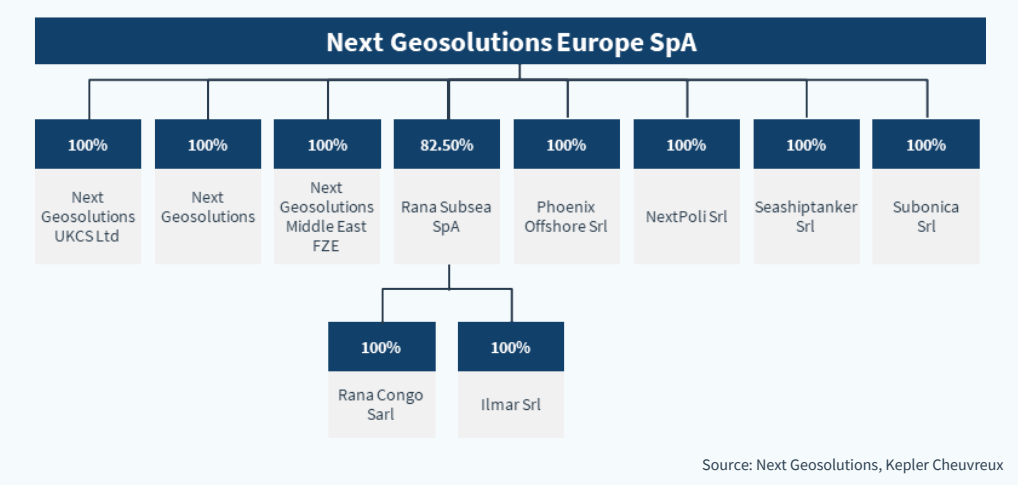 Next Geosolutions Europe SpA
100%
100%
100%
82.50%
100%
100%
100%
100%
Next
Geosolutions
UKCS Ltd
Next
Geosolutions
Next
Geosolutions
Middle East
FZE
Rana Subsea
SpA
Phoenix
Offshore Srl
NextPoli Srl
Seashiptanker
Srl
Subonica
Srl
100%
100%
Rana Congo
Sarl
Ilmar Srl
Source: Next Geosolutions, Kepler Cheuvreux